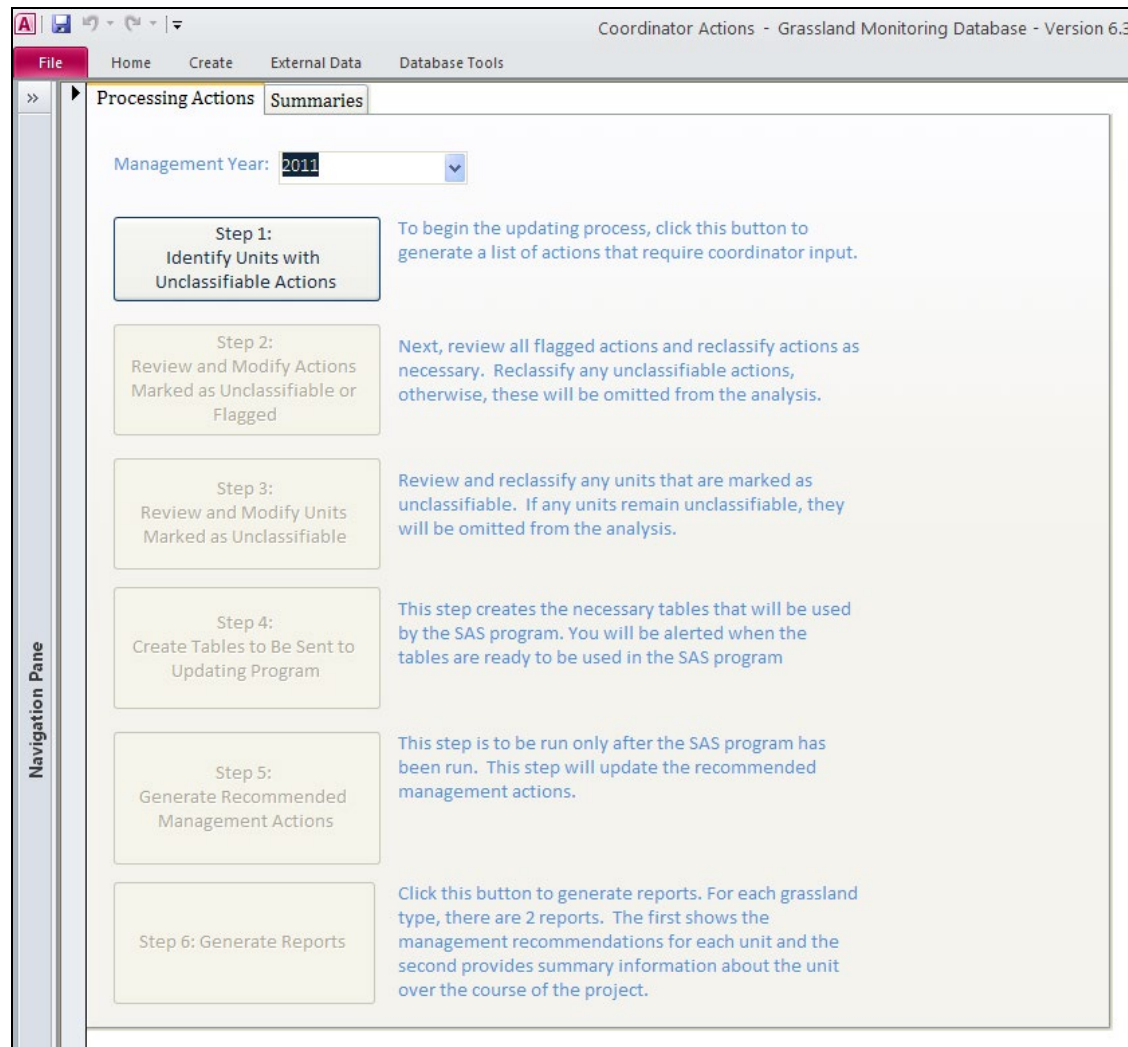 A
Coordinator Actions - Grassland Monitoring Database - Version 6.3
File Home Create External Data Database Tools
»
Processing Actions Summaries
Management Year: 2011
Step 1:
Identify Units with
Unclassifiable Actions
To begin the updating process, click this button to
generate a list of actions that require coordinator input.
Step 2:
Review and Modify Actions
Marked as Unclassifiable or
Flagged
Next, review all flagged actions and reclassify actions as
necessary. Reclassify any unclassifiable actions,
otherwise, these will be omitted from the analysis.
Step 3:
Review and Modify Units
Marked as Unclassifiable
Review and reclassify any units that are marked as
unclassifiable. If any units remain unclassifiable, they
will be omitted from the analysis.
Step 4:
Create Tables to Be Sent to
Updating Program
This step creates the necessary tables that will be used
by the SAS program. You will be alerted when the
tables are ready to be used in the SAS program
Step 5:
Generate Recommended
Management Actions
This step is to be run only after the SAS program has
been run. This step will update the recommended
management actions.
Step 6: Generate Reports
Click this button to generate reports. For each grassland
type, there are 2 reports. The first shows the
management recommendations for each unit and the
second provides summary information about the unit
over the course of the project.
Navigation Pane